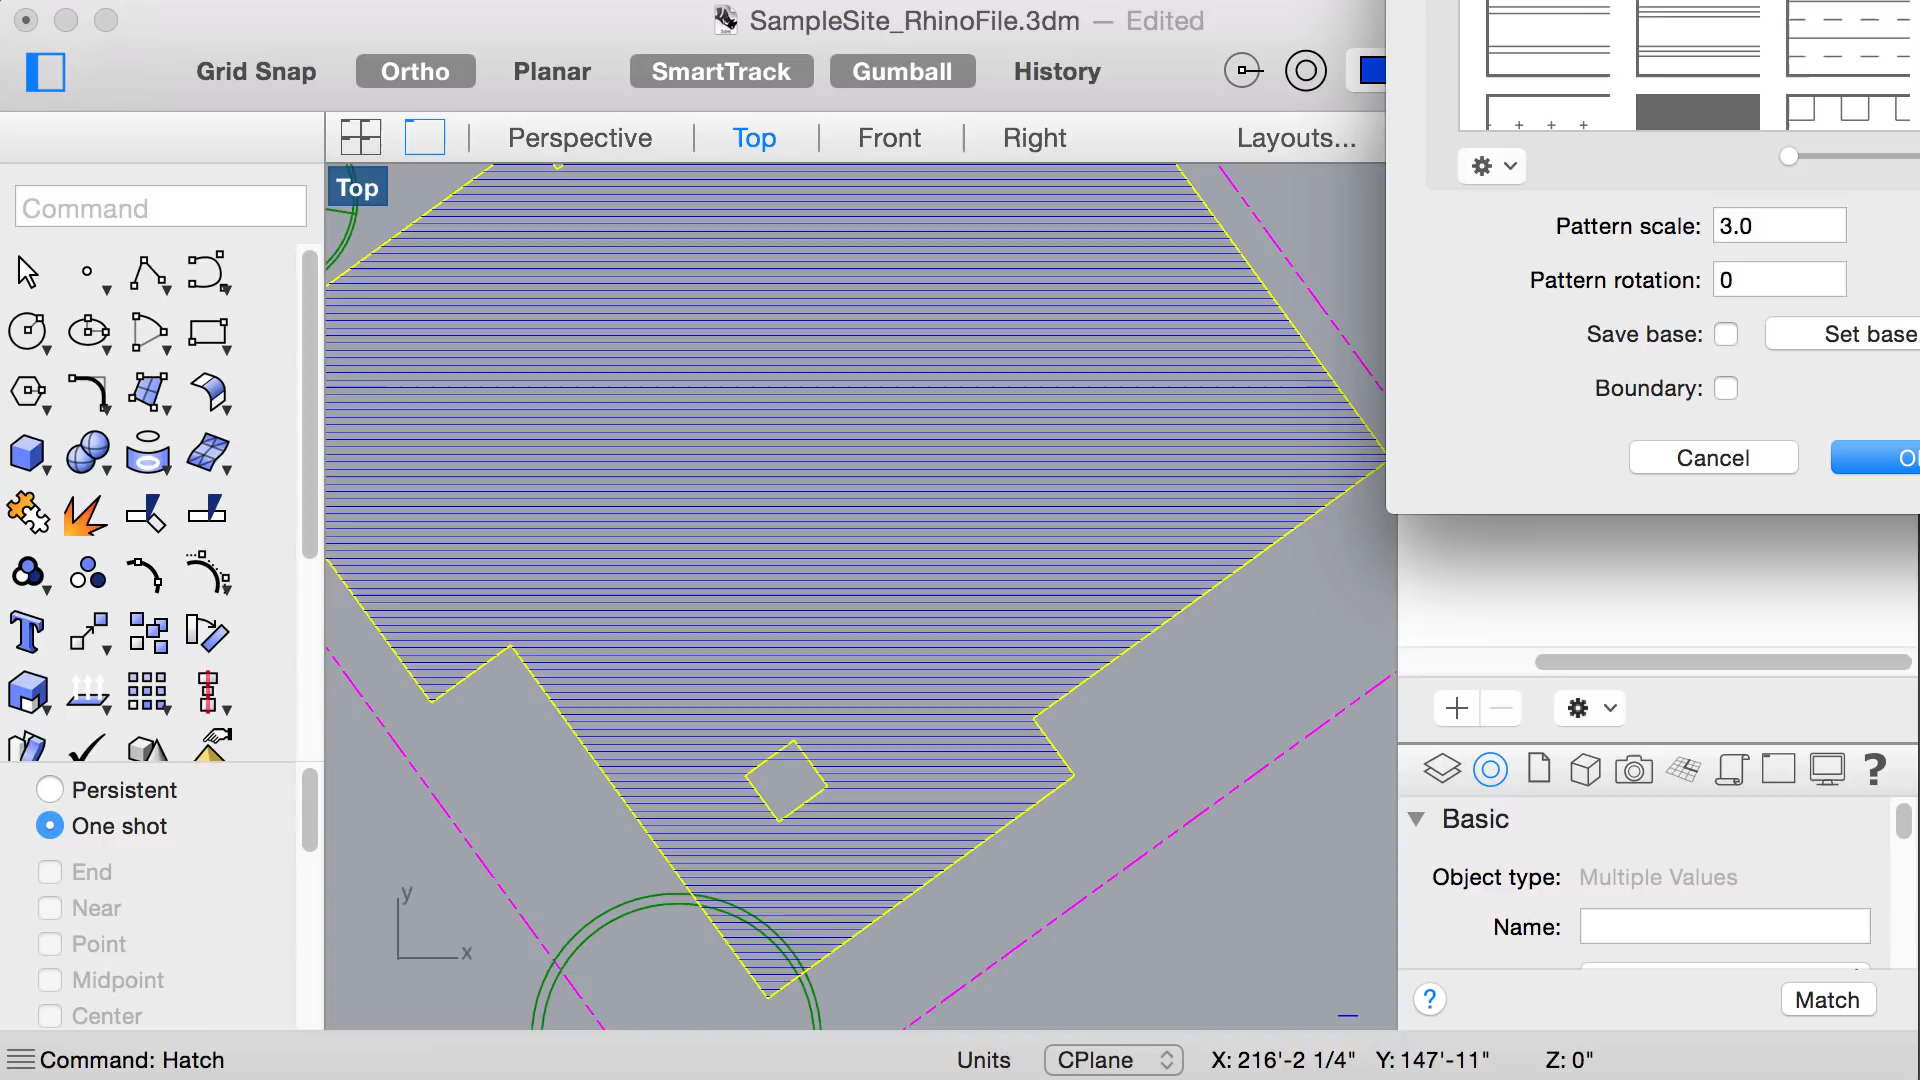 SampleSite_RhinoFile.3dm — Edited
Grid Snap Ortho Planar SmartTrack Gumball History
Perspective Top Front Right Layouts...
Top
Command
Pattern scale: 3.0
Pattern rotation: 0
Save base: Set base
Boundary:
Cancel
Persistent
One shot
End
Near
Point
Midpoint
Center
y
x
Basic
Object type: Multiple Values
Name:
? Match
Command: Hatch Units CPlane X: 216'-2 1/4" Y: 147'-11" Z: 0"